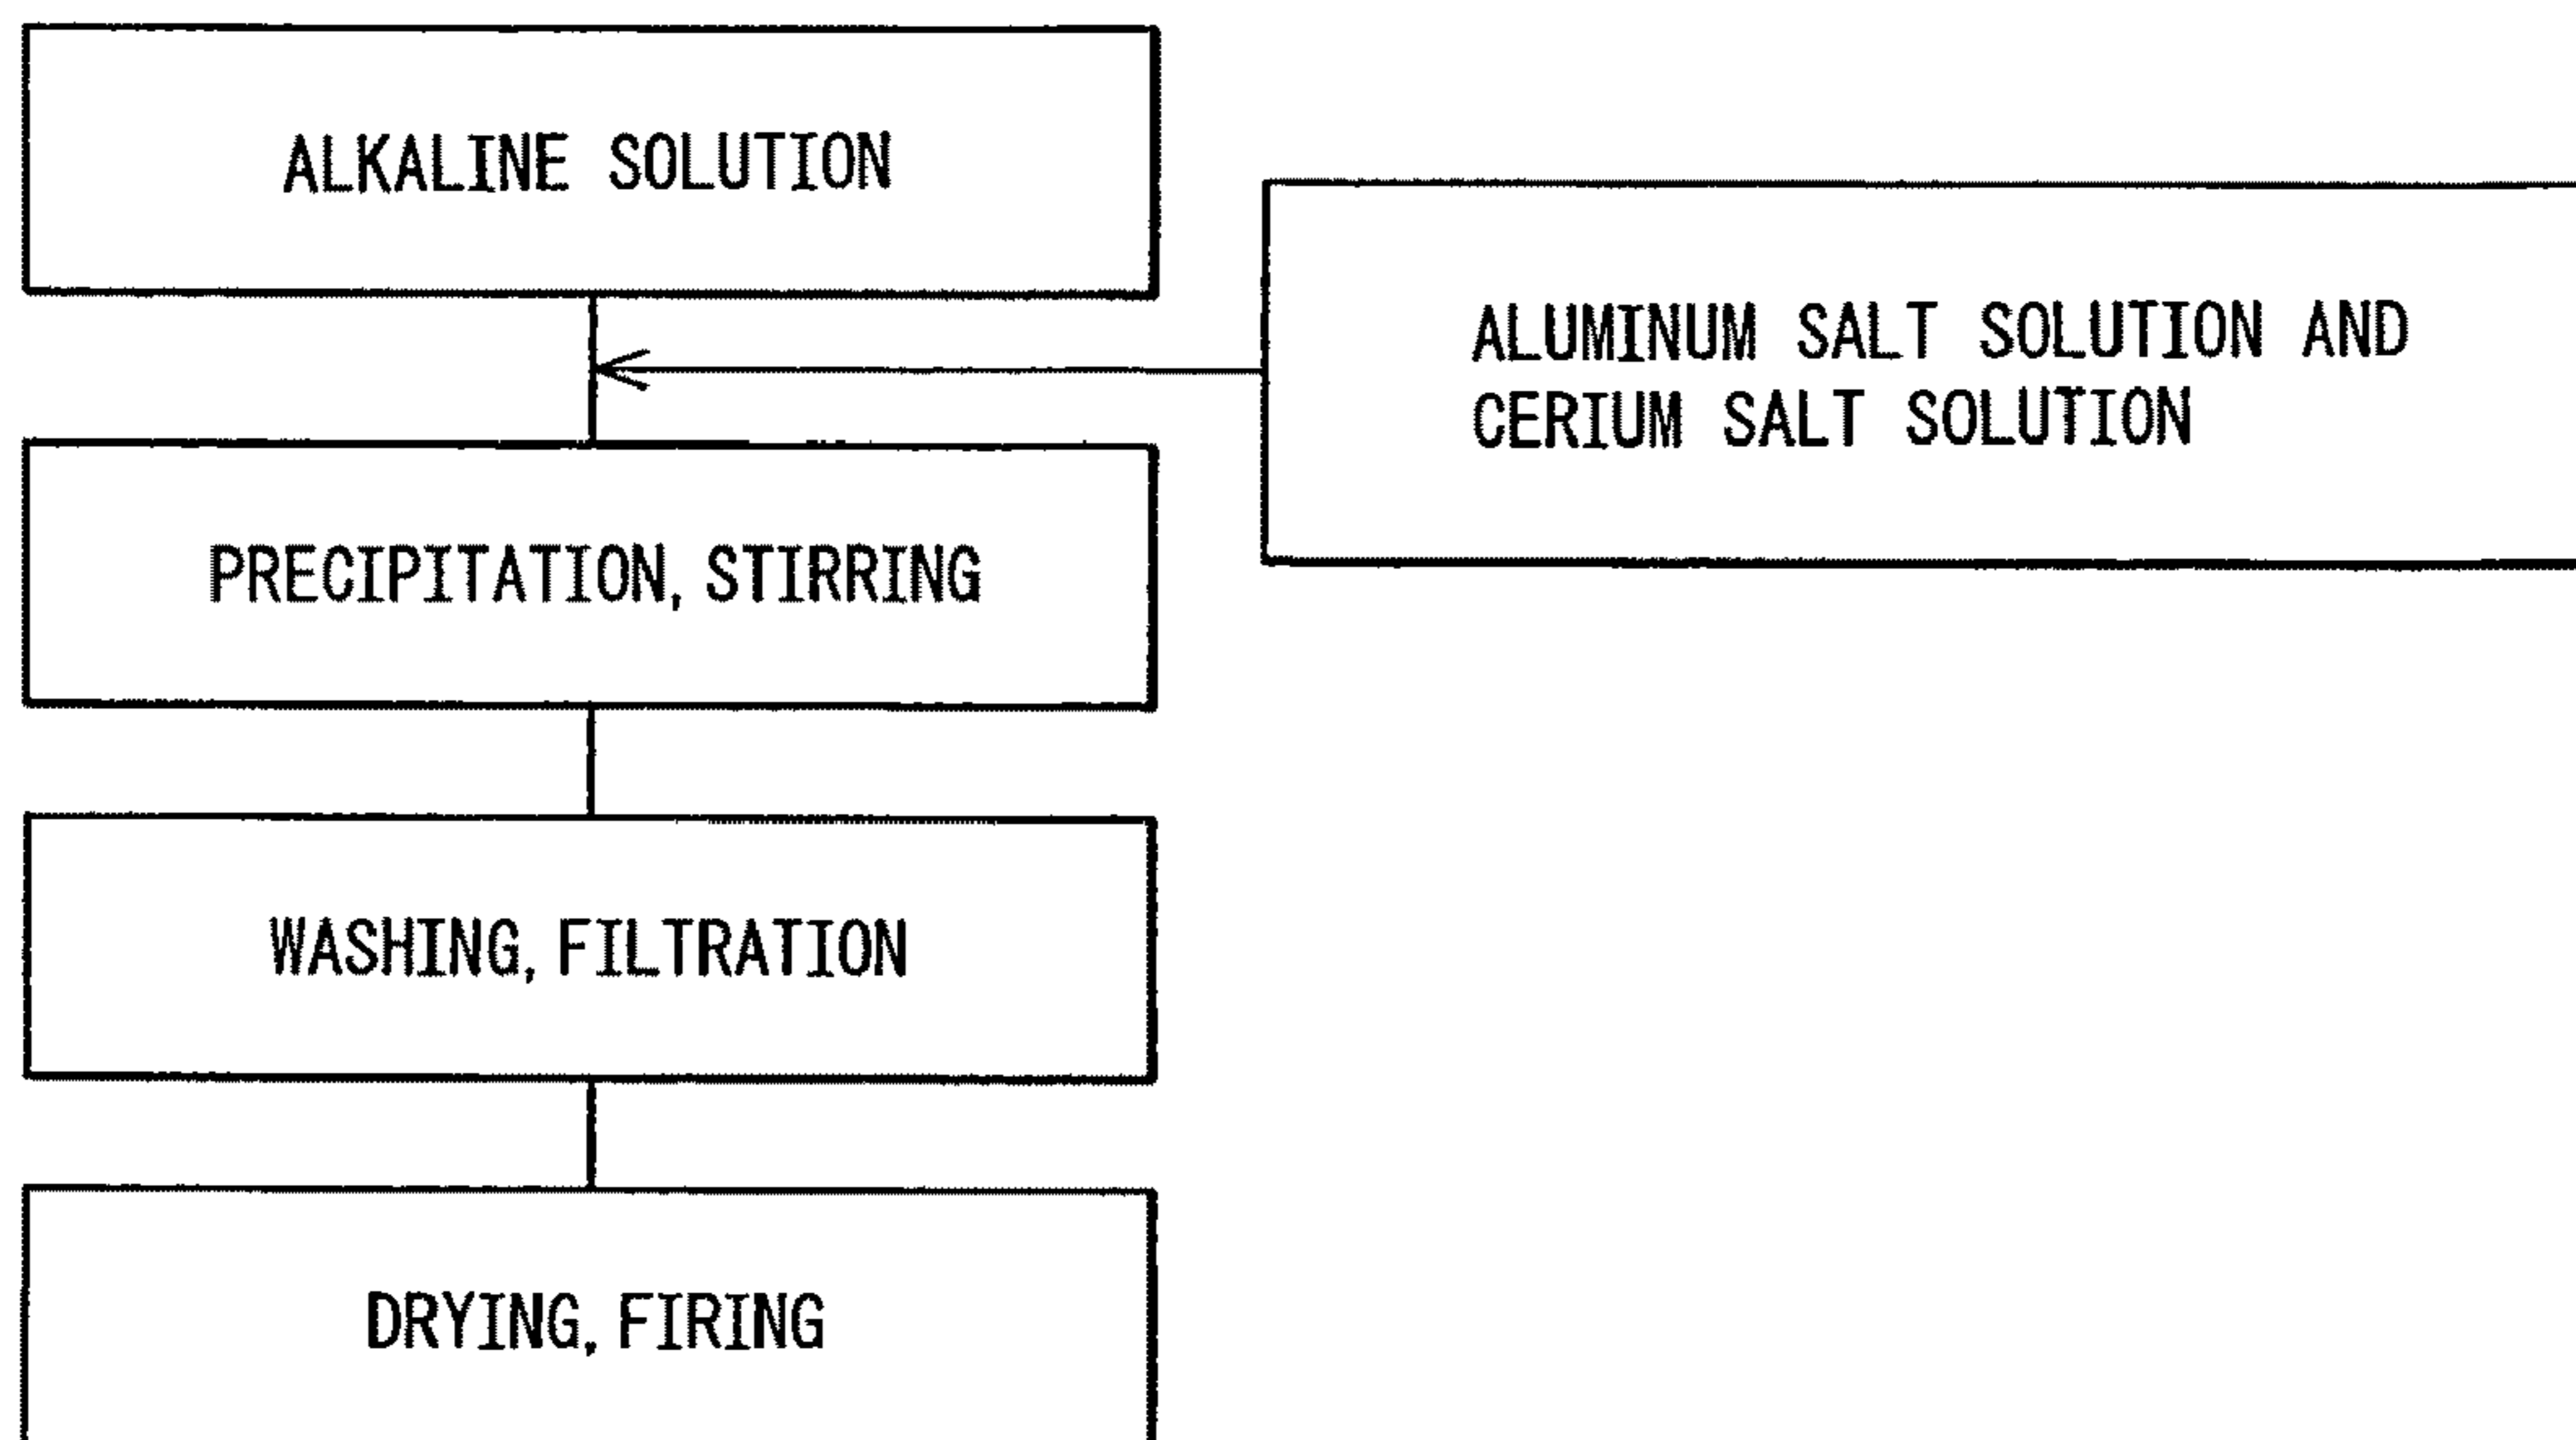 ALKALINE SOLUTION
ALUMINUM SALT SOLUTION AND
CERIUM SALT SOLUTION
PRECIPITATION, STIRRING
WASHING, FILTRATION
DRYING, FIRING